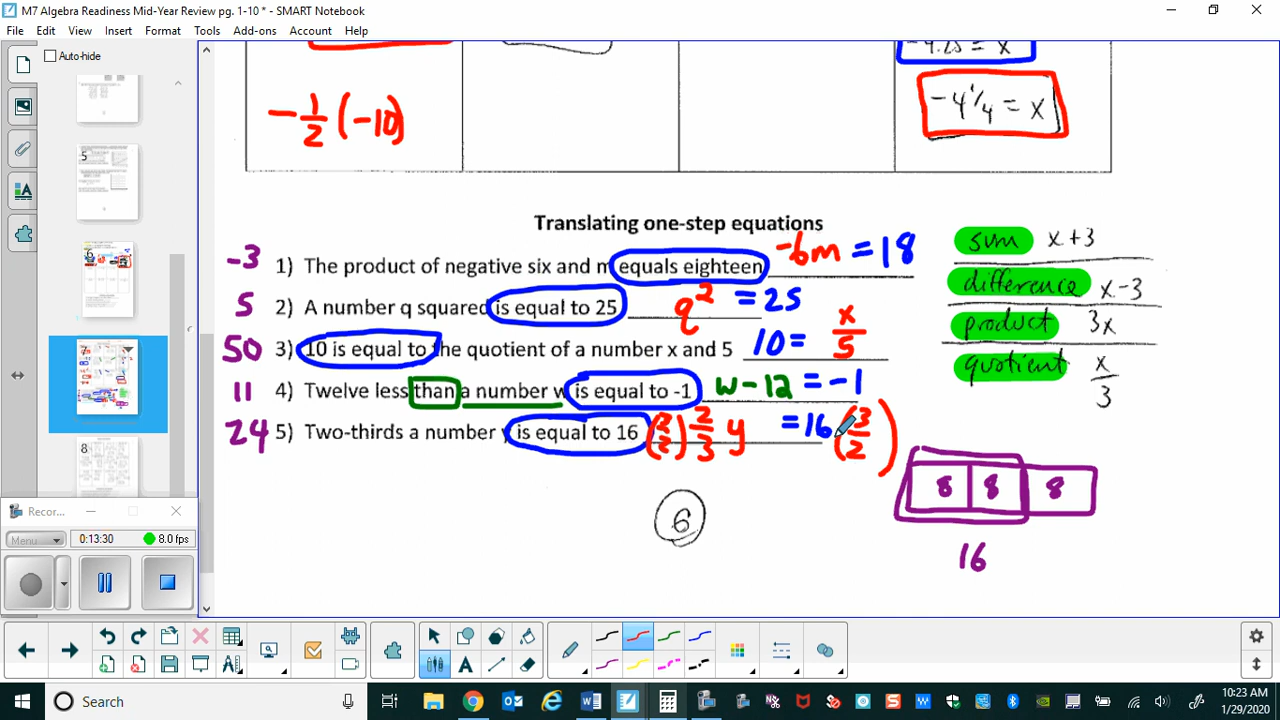 M7 Algebra Readiness Mid-Year Review pg. 1-10 * - SMART Notebook
File Edit View Insert Format Tools Add-ons Account Help
Auto-hide
-4.25 = x
-4 1/4 = x
- 1/2 (-10)
5
6
8
Translating one-step equations
-3 1) The product of negative six and m equals eighteen -6m = 18
5 2) A number q squared is equal to 25 q² = 25
50 3) 10 is equal to the quotient of a number x and 5 10 = x/5
11 4) Twelve less than a number w is equal to -1 w - 12 = -1
24 5) Two-thirds a number y is equal to 16 (3/2) 2/3 y = 16 (3/2)
sum x+3
difference x-3
product 3x
quotient x/3
8 8 8
16
6
Recor...
Menu
0:13:30
8.0 fps
Search
10:23 AM
1/29/2020